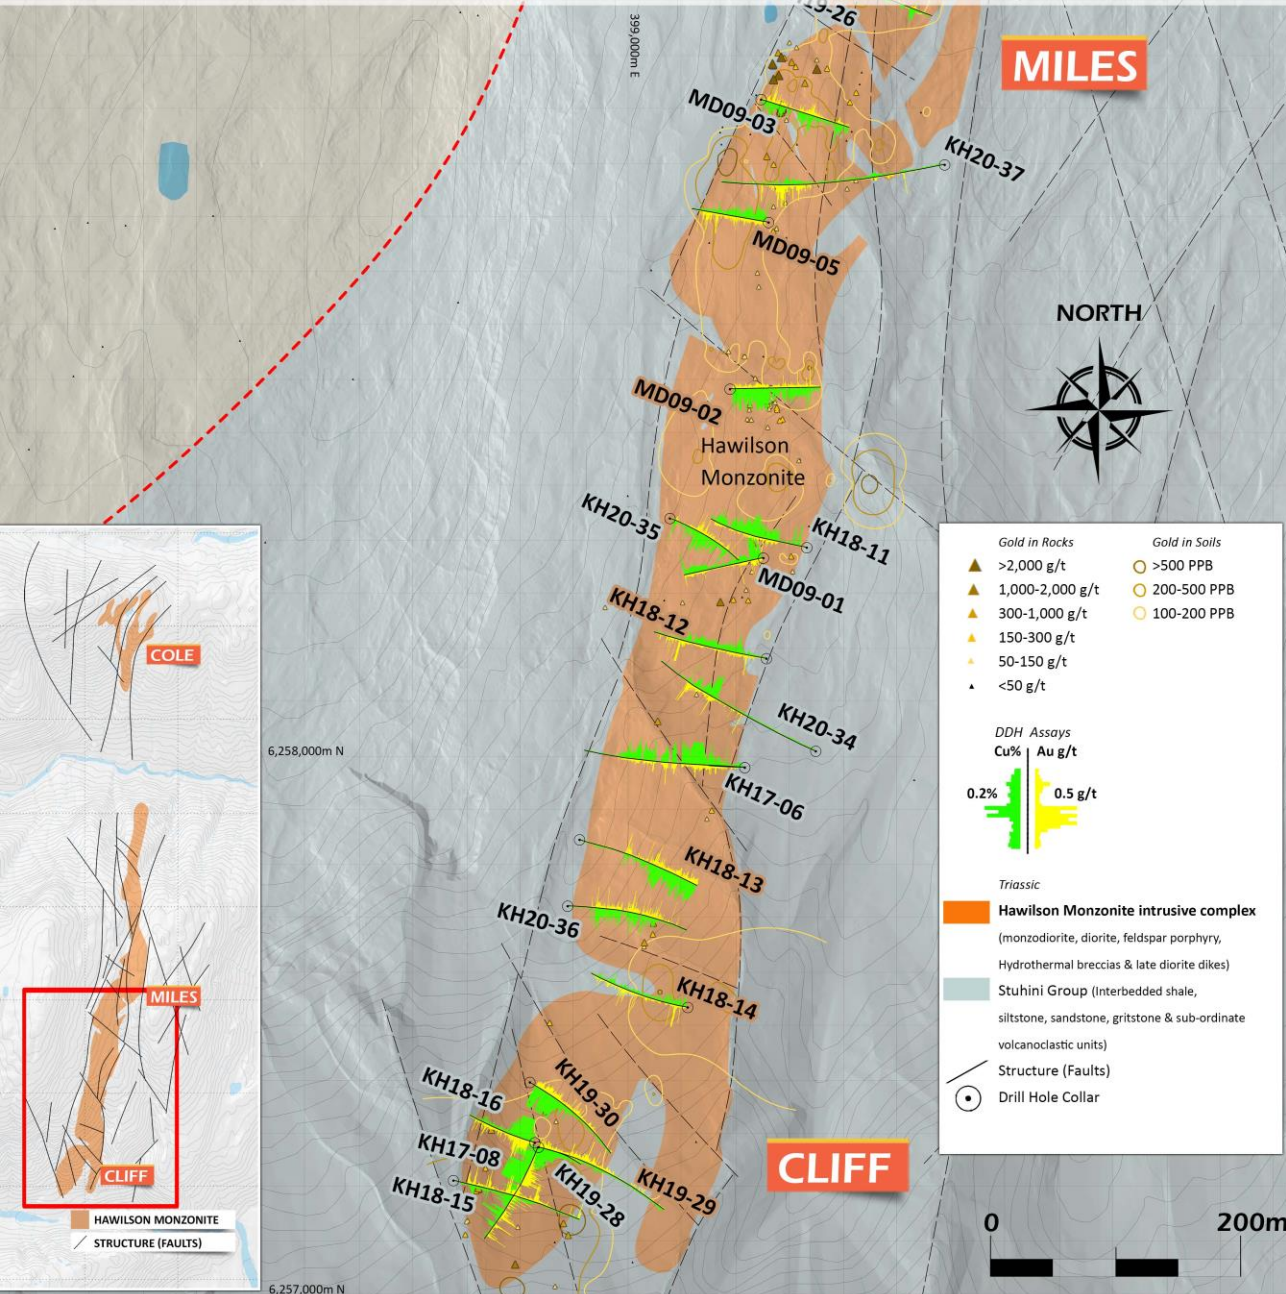 19-26
399,000m E
MILES
MD09-03
KH20-37
MD09-05
NORTH
MD09-02
Hawilson
Monzonite
KH20-35
KH18-11
MD09-01
KH18-12
KH20-34
6,258,000m N
KH17-06
KH18-13
KH20-36
KH18-14
KH18-16
KH19-30
KH17-08
KH18-15
KH19-28
KH19-29
CLIFF
6,257,000m N
0
200m
Gold in Rocks
>2,000 g/t
1,000-2,000 g/t
300-1,000 g/t
150-300 g/t
50-150 g/t
<50 g/t
Gold in Soils
>500 PPB
200-500 PPB
100-200 PPB
DDH Assays
Cu% Au g/t
0.2% 0.5 g/t
Triassic
Hawilson Monzonite intrusive complex
(monzodiorite, diorite, feldspar porphyry,
Hydrothermal breccias & late diorite dikes)
Stuhini Group (Interbedded shale,
siltstone, sandstone, gritstone & sub-ordinate
volcanoclastic units)
Structure (Faults)
Drill Hole Collar
COLE
MILES
CLIFF
HAWILSON MONZONITE
STRUCTURE (FAULTS)